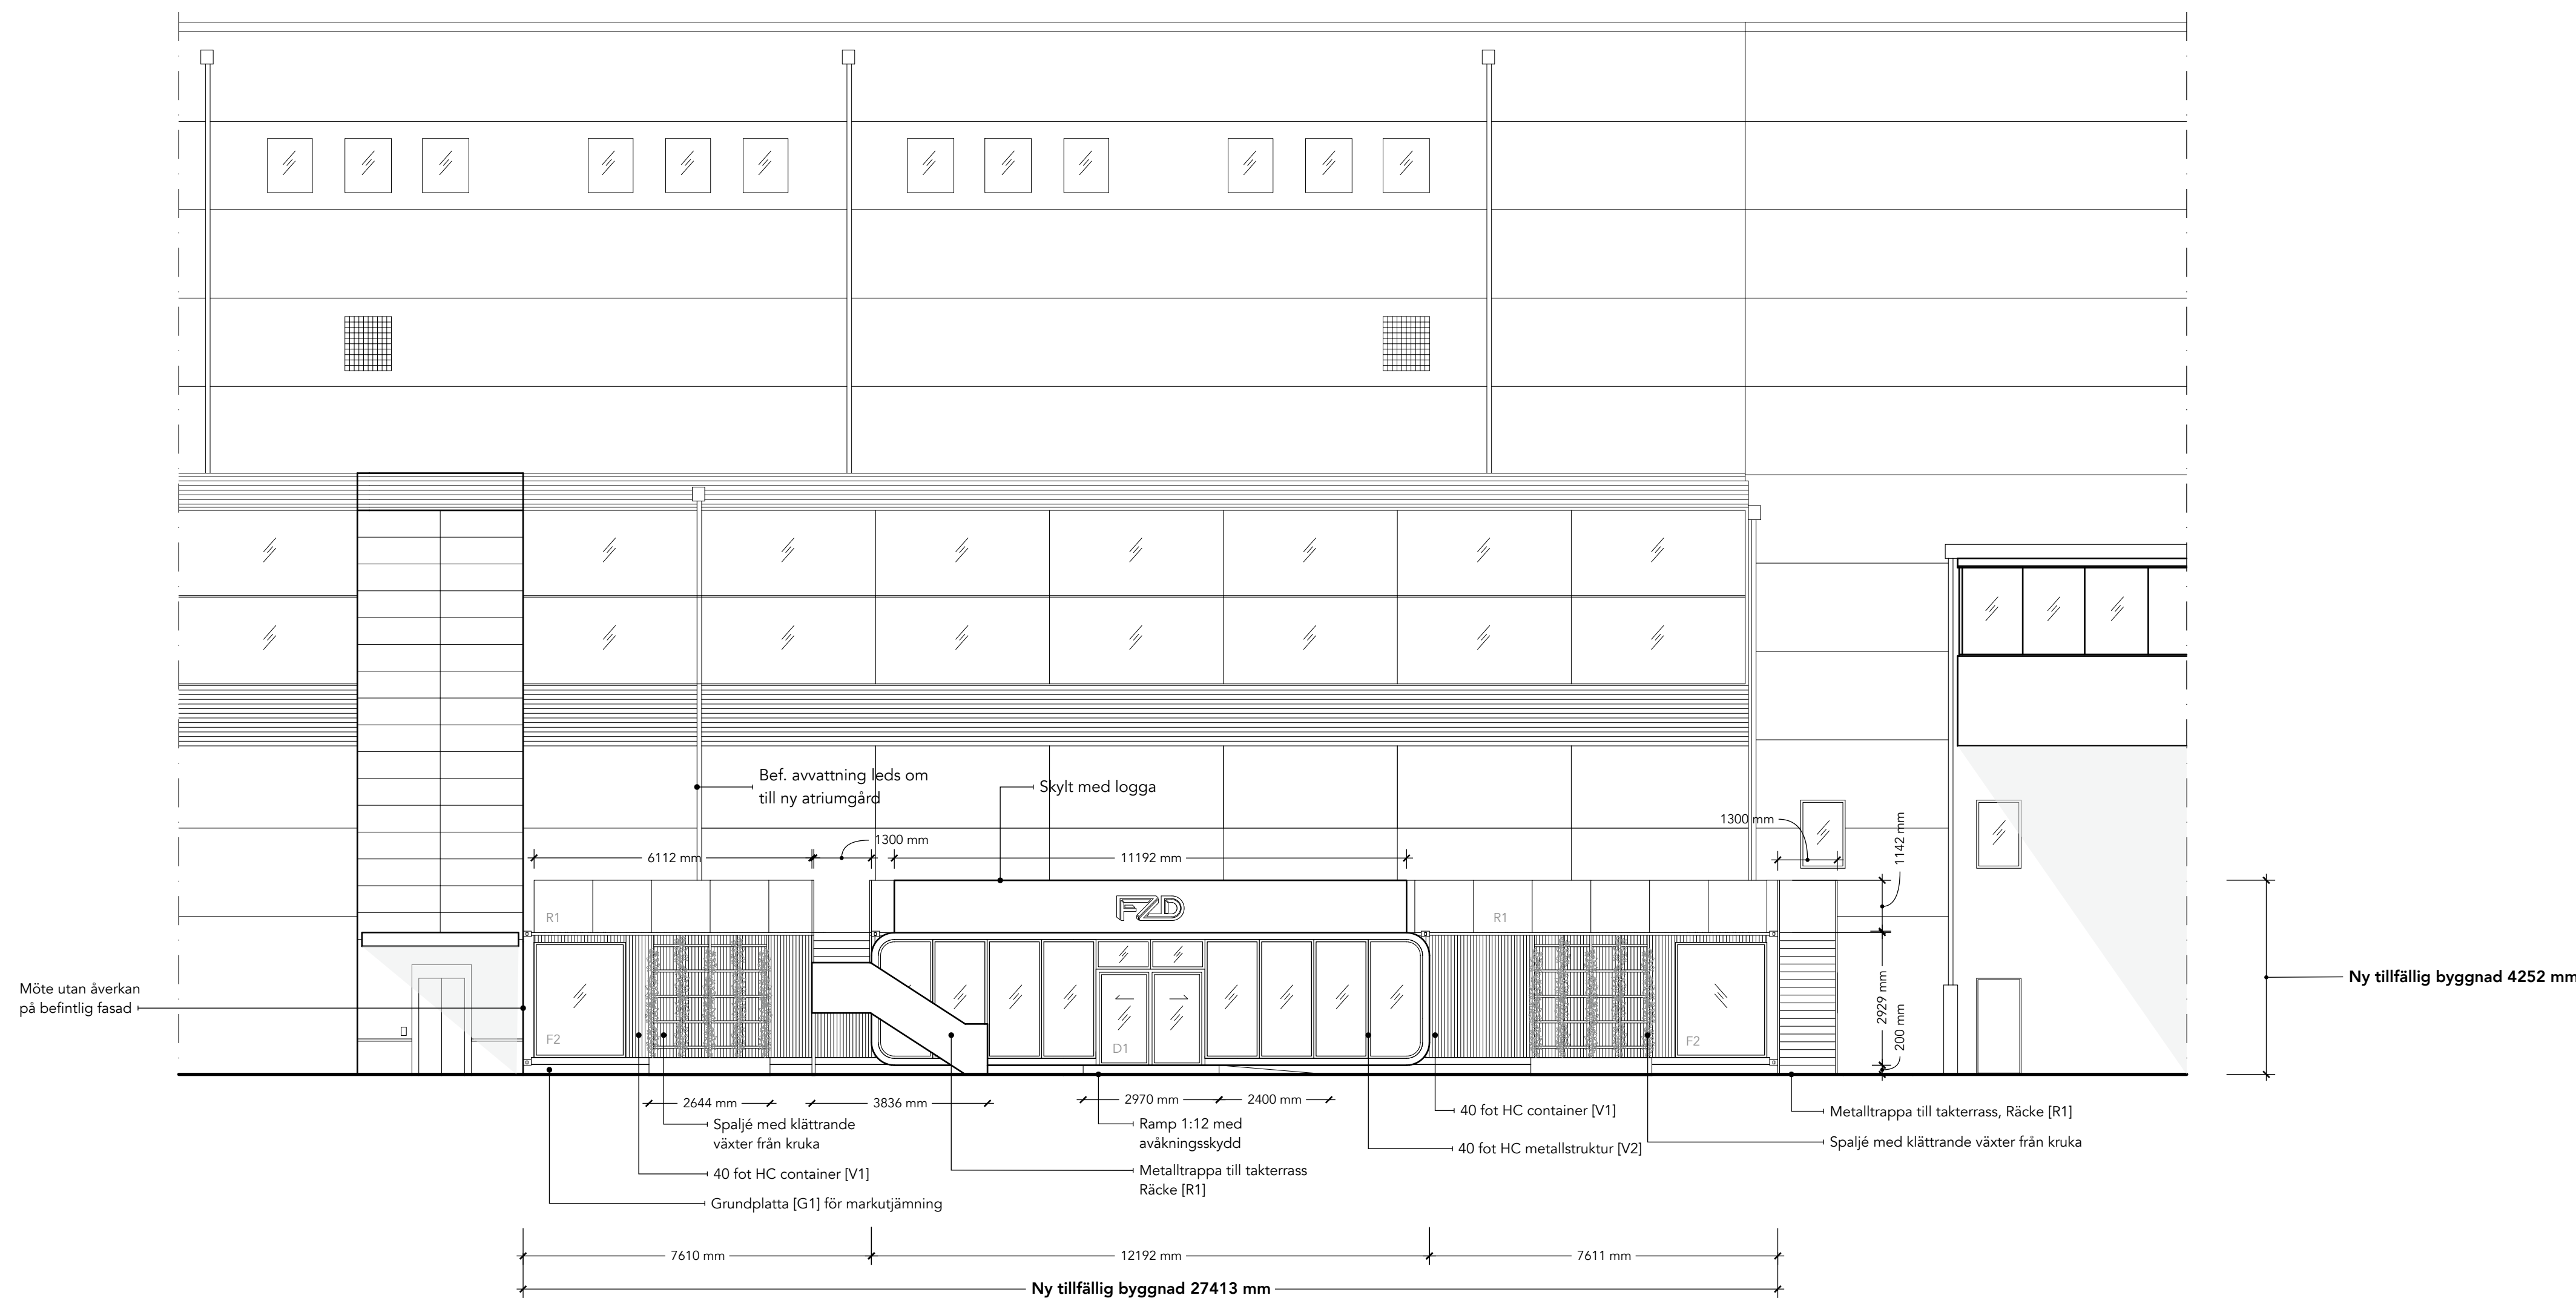 Bef. avvattning leds om
till ny atriumgård
Skylt med logga
1300 mm
1142 mm
1300 mm
6112 mm
11192 mm
R1
FZD
R1
Ny tillfällig byggnad 4252 mm
Möte utan åverkan
på befintlig fasad
2929 mm
200 mm
F2
D1
F2
2644 mm
3836 mm
2970 mm
2400 mm
Spaljé med klättrande
växter från kruka
40 fot HC container [V1]
Grundplatta [G1] för markutjämning
Ramp 1:12 med
avåkningsskydd
Metalltrappa till takterrass
Räcke [R1]
40 fot HC container [V1]
40 fot HC metallstruktur [V2]
Metalltrappa till takterrass, Räcke [R1]
Spaljé med klättrande växter från kruka
7610 mm
12192 mm
7611 mm
Ny tillfällig byggnad 27413 mm